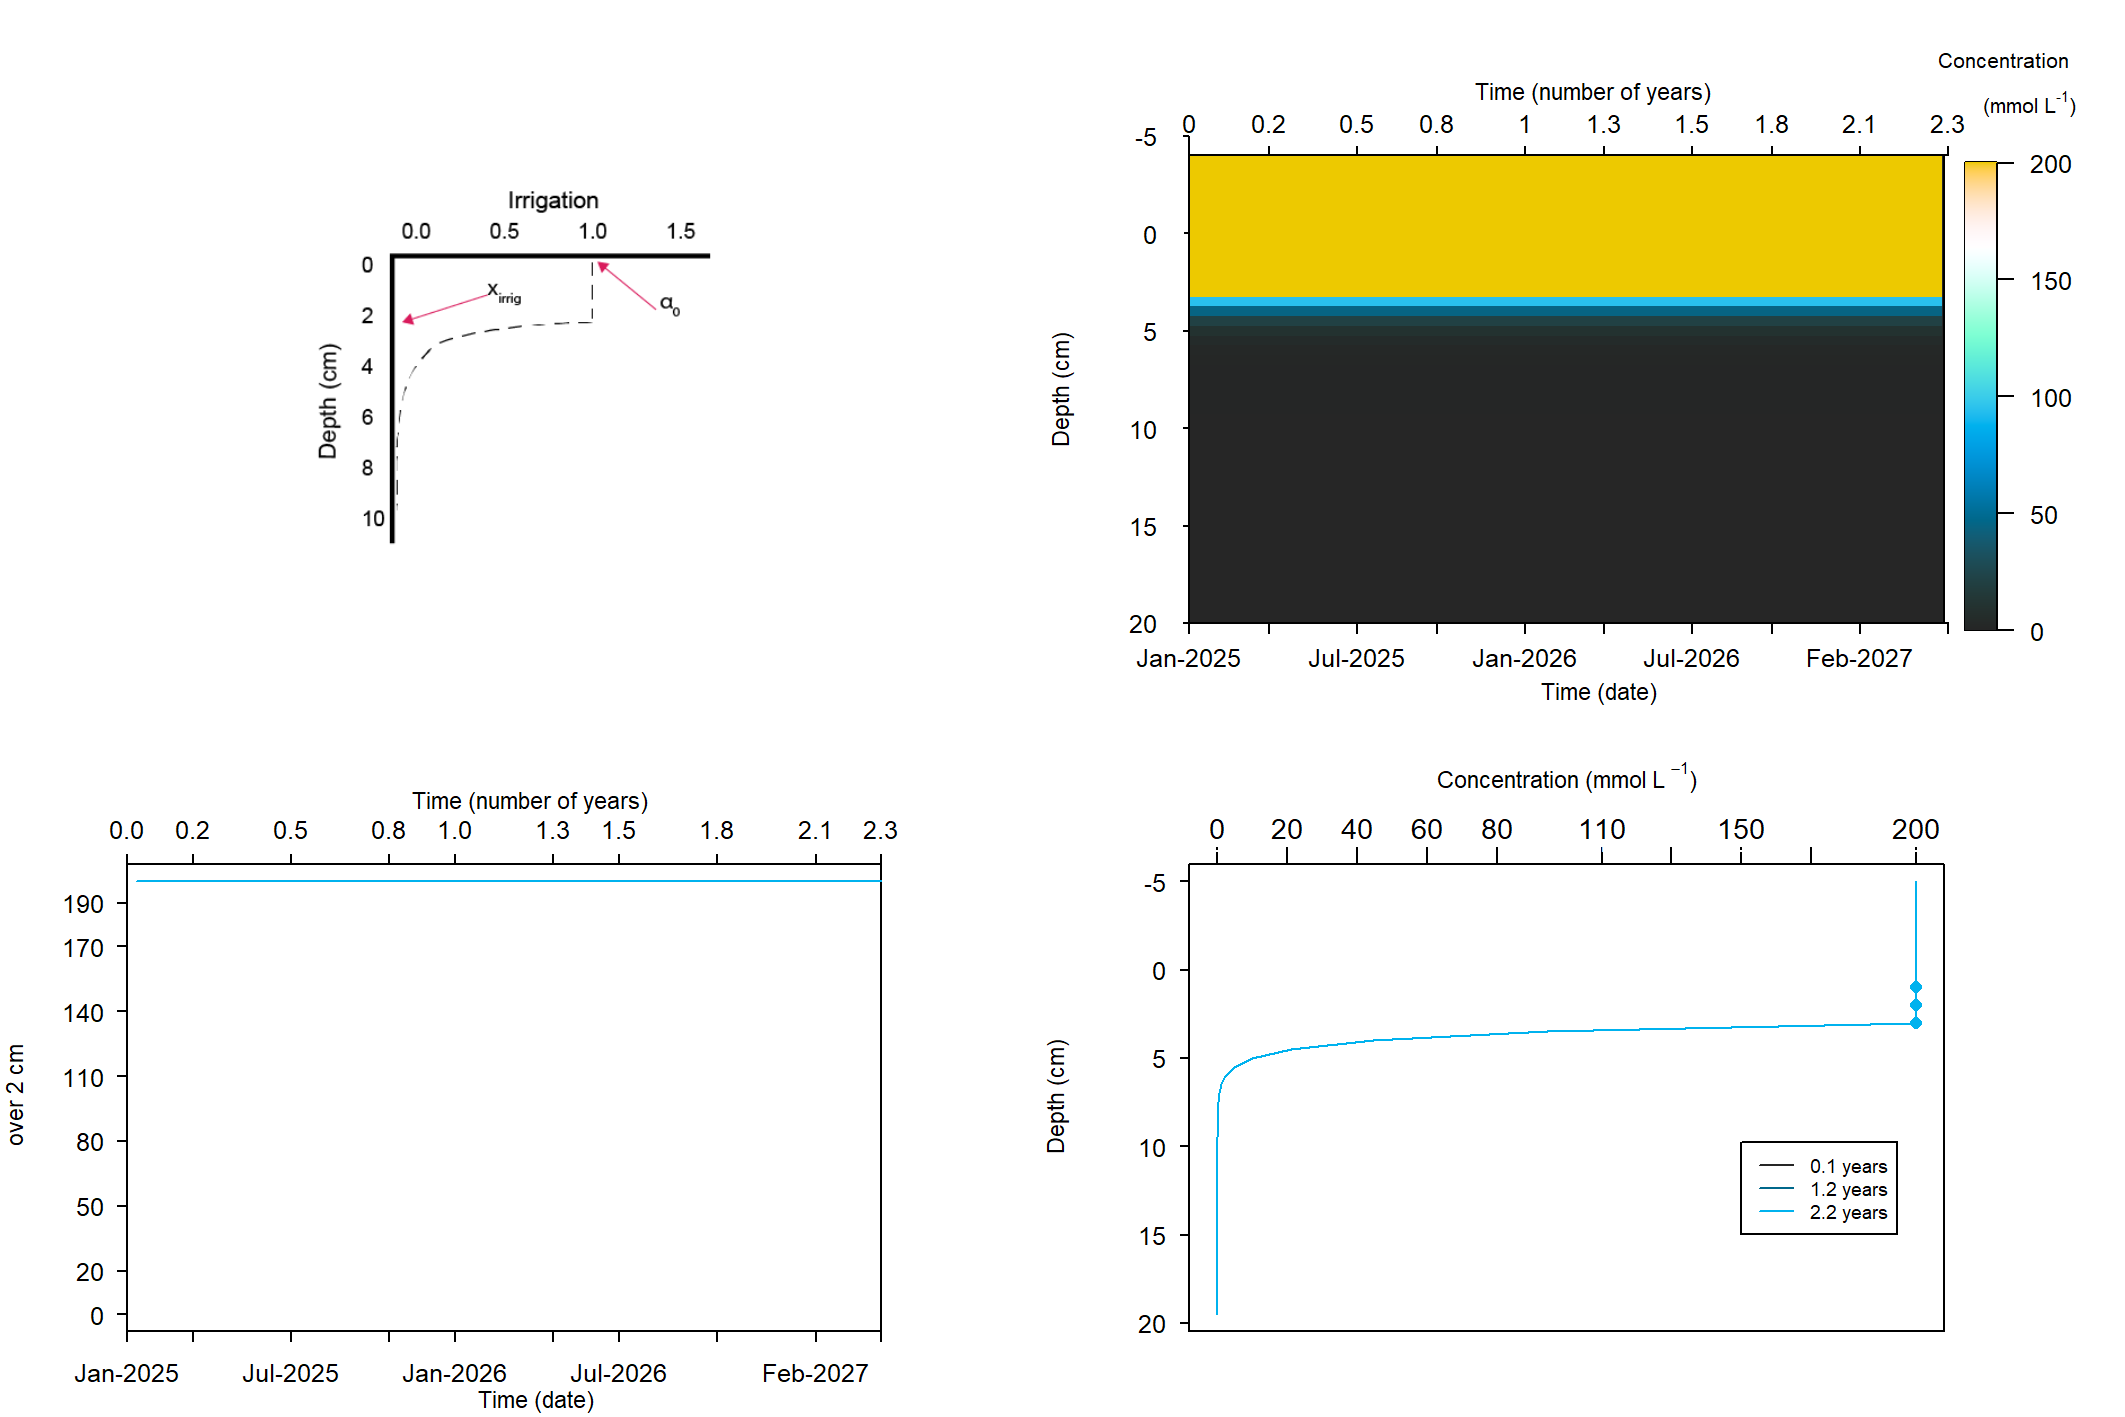 Irrigation
0.0 0.5 1.0 1.5
0
xirrig
α0
2
4
6
8
10
Depth (cm)
Concentration
(mmol L-1)
Time (number of years)
0 0.2 0.5 0.8 1 1.3 1.5 1.8 2.1 2.3
-5
0
5
10
15
20
Depth (cm)
200
150
100
50
0
Jan-2025 Jul-2025 Jan-2026 Jul-2026 Feb-2027
Time (date)
Time (number of years)
0.0 0.2 0.5 0.8 1.0 1.3 1.5 1.8 2.1 2.3
190
170
140
110
80
50
20
0
over 2 cm
Jan-2025 Jul-2025 Jan-2026 Jul-2026 Feb-2027
Time (date)
Concentration (mmol L −1)
0 20 40 60 80 110 150 200
-5
0
5
10
15
20
Depth (cm)
0.1 years
1.2 years
2.2 years